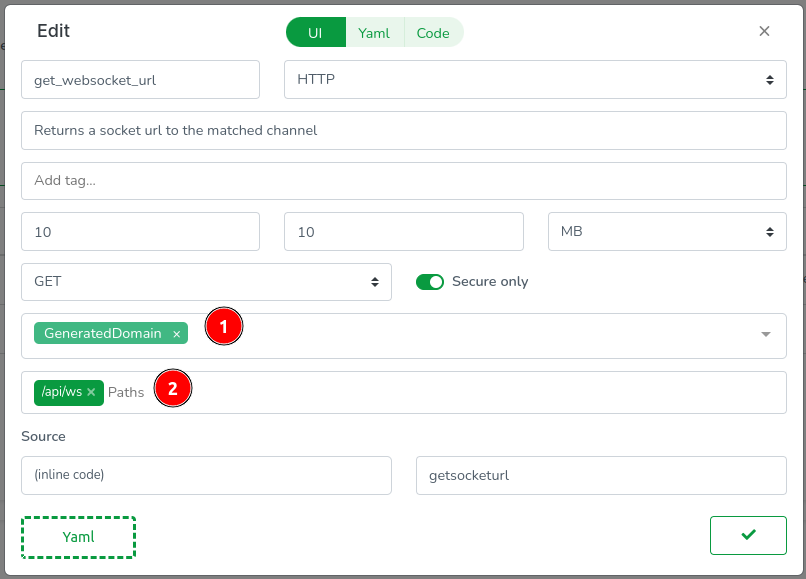 Edit
UI Yaml Code ×
get_websocket_url HTTP
Returns a socket url to the matched channel
Add tag...
10 10 MB
GET Secure only
GeneratedDomain × 1
/api/ws × Paths 2
Source
(inline code) getsocketurl
Yaml